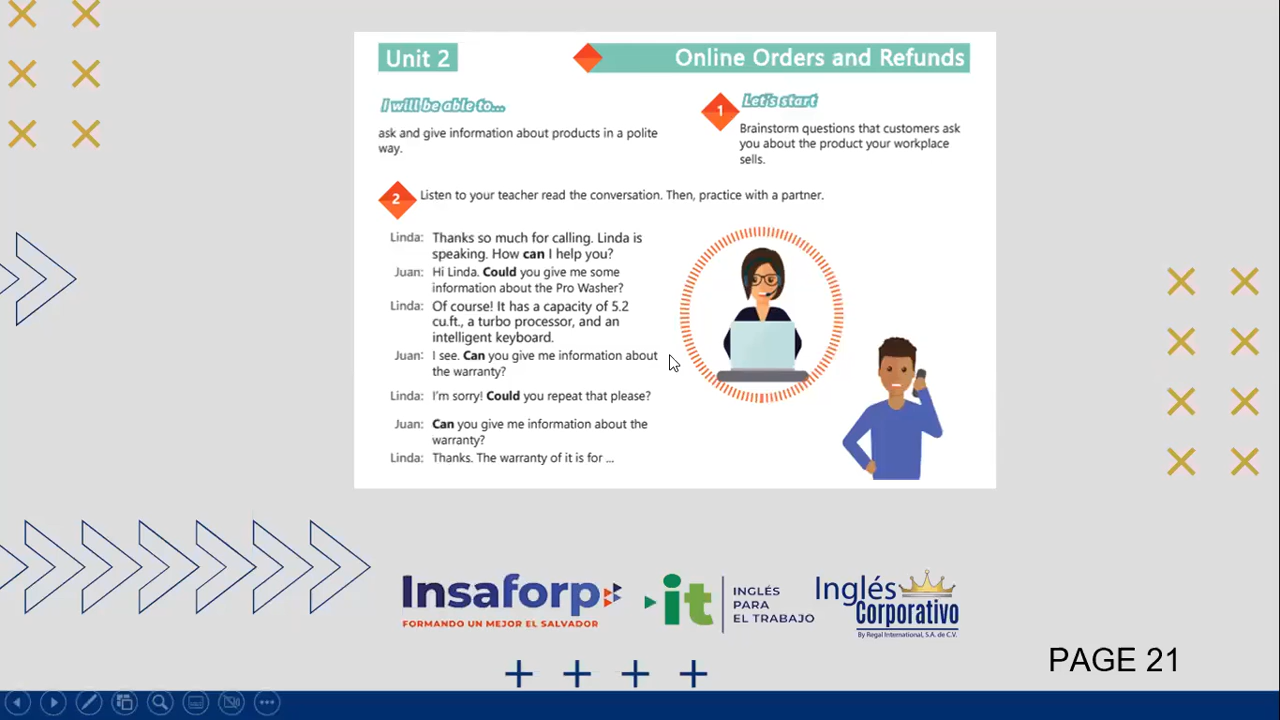 Unit 2
Online Orders and Refunds
I will be able to...
ask and give information about products in a polite
way.
1
Let's start
Brainstorm questions that customers ask
you about the product your workplace
sells.
2
Listen to your teacher read the conversation. Then, practice with a partner.
Linda: Thanks so much for calling. Linda is
speaking. How can I help you?
Juan: Hi Linda. Could you give me some
information about the Pro Washer?
Linda: Of course! It has a capacity of 5.2
cu.ft., a turbo processor, and an
intelligent keyboard.
Juan: I see. Can you give me information about
the warranty?
Linda: I'm sorry! Could you repeat that please?
Juan: Can you give me information about the
warranty?
Linda: Thanks. The warranty of it is for ...
Insaforp
FORMANDO UN MEJOR EL SALVADOR
it
INGLÉS
PARA
EL TRABAJO
Inglés
Corporativo
By Regal International, S.A. de C.V.
PAGE 21